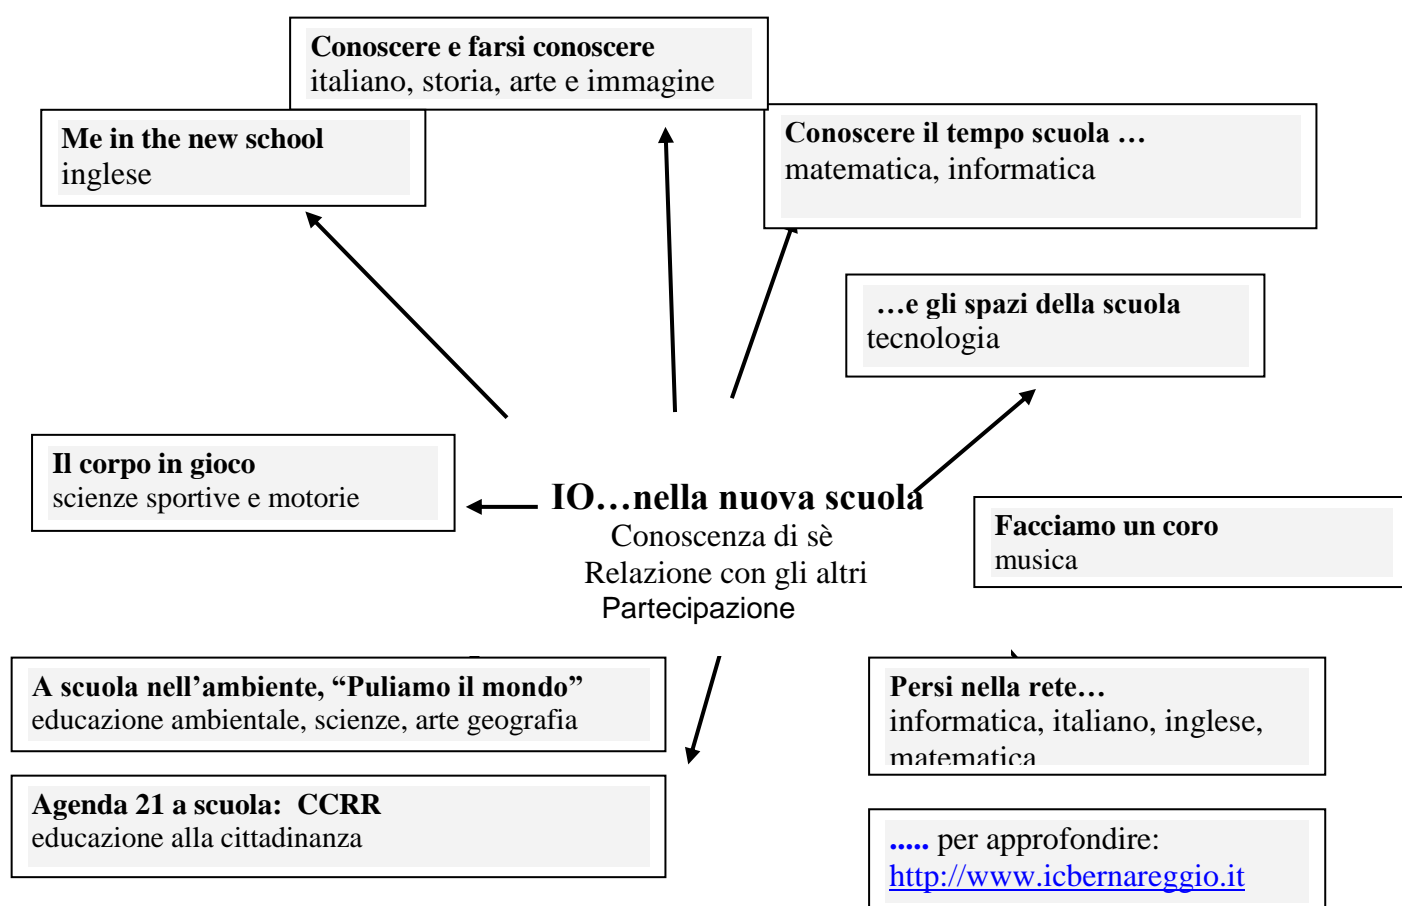 Conoscere e farsi conoscere
italiano, storia, arte e immagine
Me in the new school
inglese
Conoscere il tempo scuola …
matematica, informatica
…e gli spazi della scuola
tecnologia
Il corpo in gioco
scienze sportive e motorie
IO…nella nuova scuola
Conoscenza di sè
Relazione con gli altri
Partecipazione
Facciamo un coro
musica
A scuola nell’ambiente, “Puliamo il mondo”
educazione ambientale, scienze, arte geografia
Persi nella rete…
informatica, italiano, inglese,
matematica
Agenda 21 a scuola:  CCRR
educazione alla cittadinanza
..... per approfondire:
http://www.icbernareggio.it